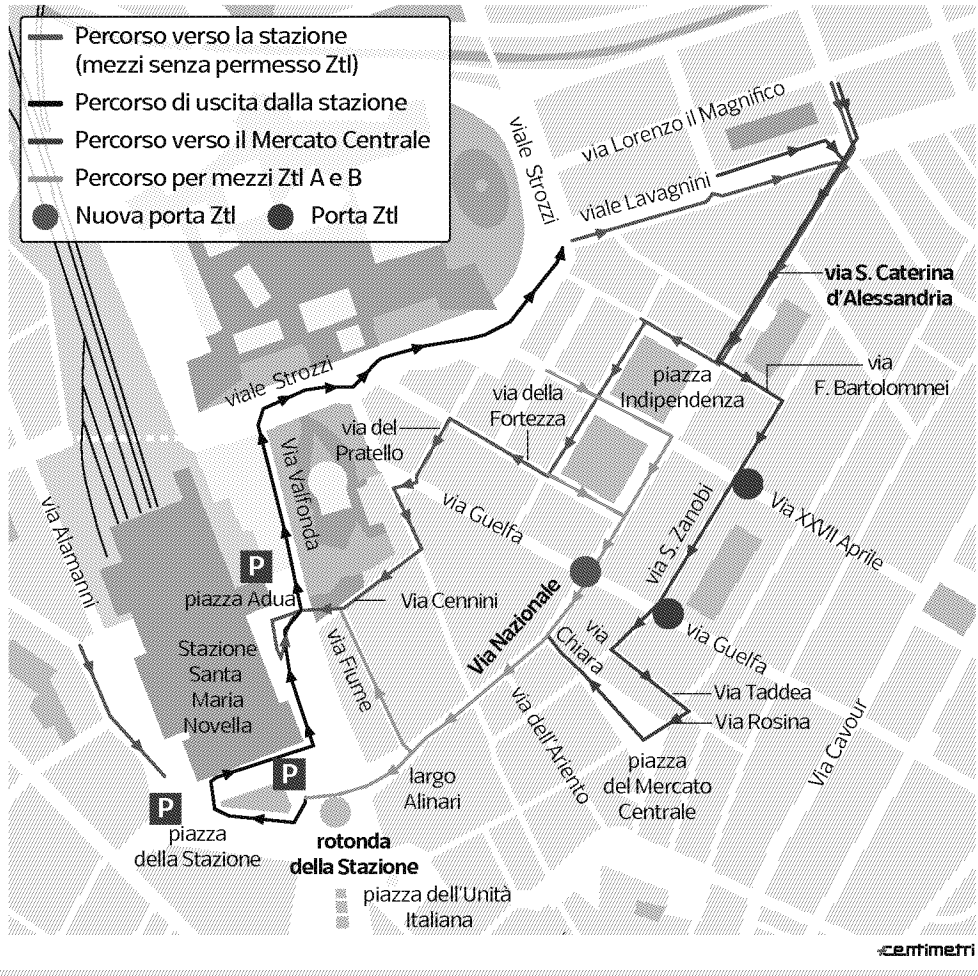 Percorso verso la stazione
(mezzi senza permesso Ztl)
Percorso di uscita dalla stazione
Percorso verso il Mercato Centrale
Percorso per mezzi Ztl A e B
Nuova porta Ztl
Porta Ztl
viale Strozzi
via Lorenzo il Magnifico
viale Lavagnini
via S. Caterina
d'Alessandria
via
F. Bartolommei
piazza
Indipendenza
viale Strozzi
via della
Fortezza
via del
Pratello
Via Valfonda
via Guelfa
via S. Zanobi
Via XXVII Aprile
via Alamanni
P
piazza Adua
Via Cennini
Via Nazionale
via
Chiara
via Guelfa
Stazione
Santa
Maria
Novella
via Fiume
Via Taddea
Via Rosina
via dell'Ariento
piazza
del Mercato
Centrale
Via Cavour
largo
Alinari
P
P
piazza
della Stazione
rotonda
della Stazione
piazza dell'Unità
Italiana
centimetri